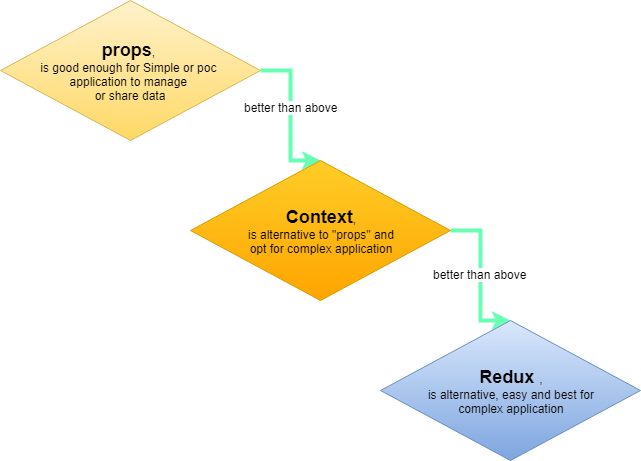 props,
is good enough for Simple or poc
application to manage
or share data
better than above
Context,
is alternative to "props" and
opt for complex application
better than above
Redux ,
is alternative, easy and best for
complex application